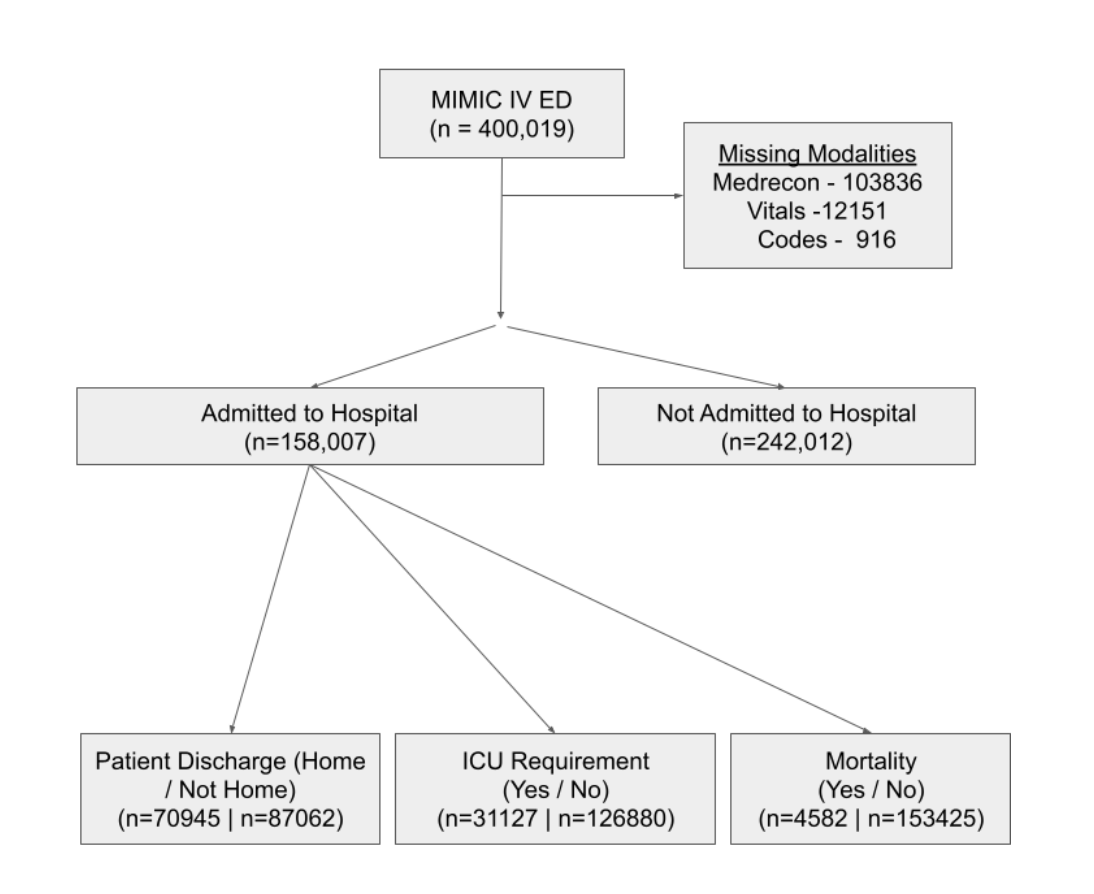 MIMIC IV ED
(n = 400,019)
Missing Modalities
Medrecon - 103836
Vitals -12151
Codes -  916
Admitted to Hospital
(n=158,007)
Not Admitted to Hospital
(n=242,012)
Patient Discharge (Home
/ Not Home)
(n=70945 | n=87062)
ICU Requirement
(Yes / No)
(n=31127 | n=126880)
Mortality
(Yes / No)
(n=4582 | n=153425)